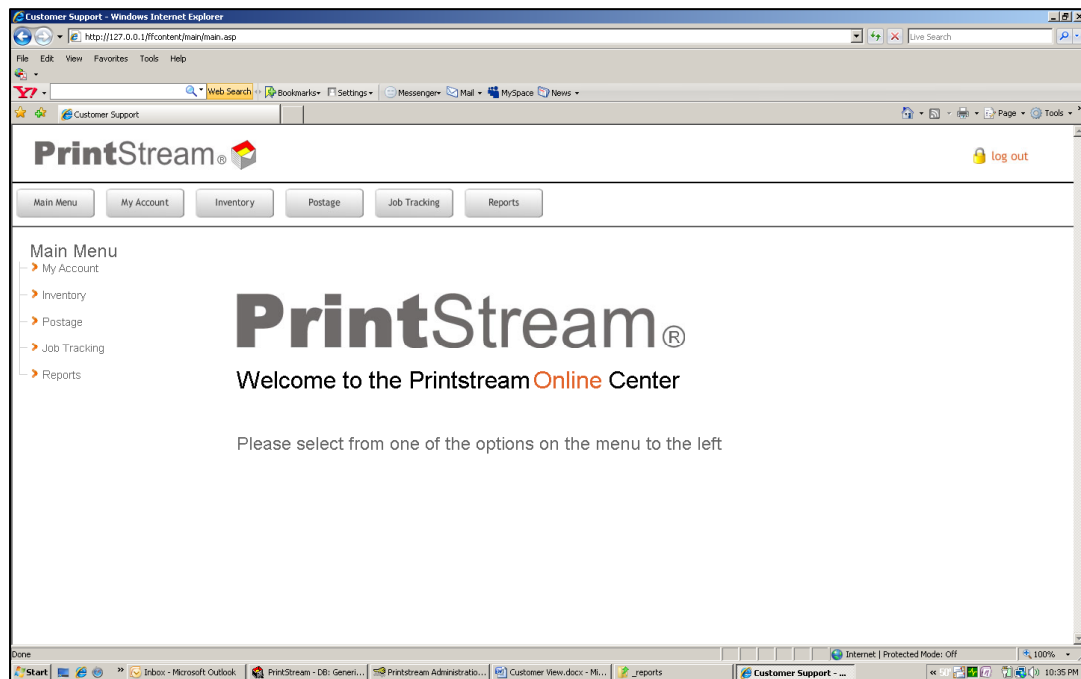 Customer Support - Windows Internet Explorer
http://127.0.0.1/ffcontent/main/main.asp
Live Search
File Edit View Favorites Tools Help
Web Search Bookmarks Settings Messenger Mail MySpace News
Customer Support
Page Tools
PrintStream®
log out
Main Menu My Account Inventory Postage Job Tracking Reports
Main Menu
My Account
Inventory
Postage
Job Tracking
Reports
PrintStream®
Welcome to the Printstream Online Center
Please select from one of the options on the menu to the left
Done
Internet | Protected Mode: Off
100%
Start
Inbox - Microsoft Outlook
PrintStream - DB: Generi...
Printstream Administratio...
Customer View.docx - Mi...
_reports
Customer Support - ...
10:35 PM